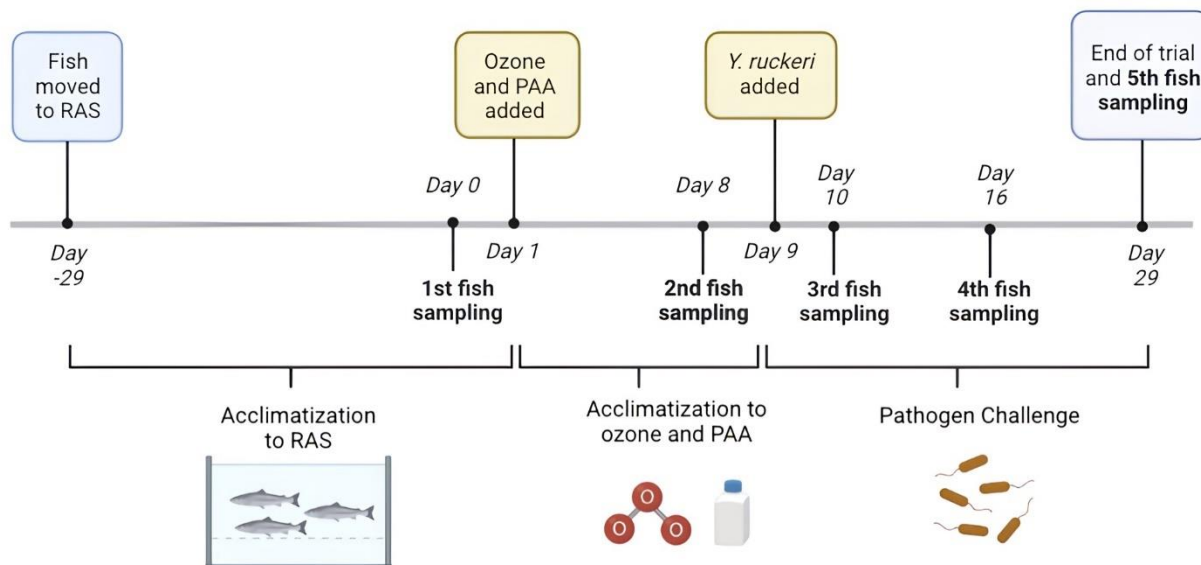 Fish
moved
to RAS
Ozone
and PAA
added
Y. ruckeri
added
End of trial
and 5th fish
sampling
Day 0
Day 8
Day
10
Day
16
Day
-29
Day 1
Day 9
Day
29
1st fish
sampling
2nd fish
sampling
3rd fish
sampling
4th fish
sampling
Acclimatization
to RAS
Acclimatization to
ozone and PAA
Pathogen Challenge
O
O
O